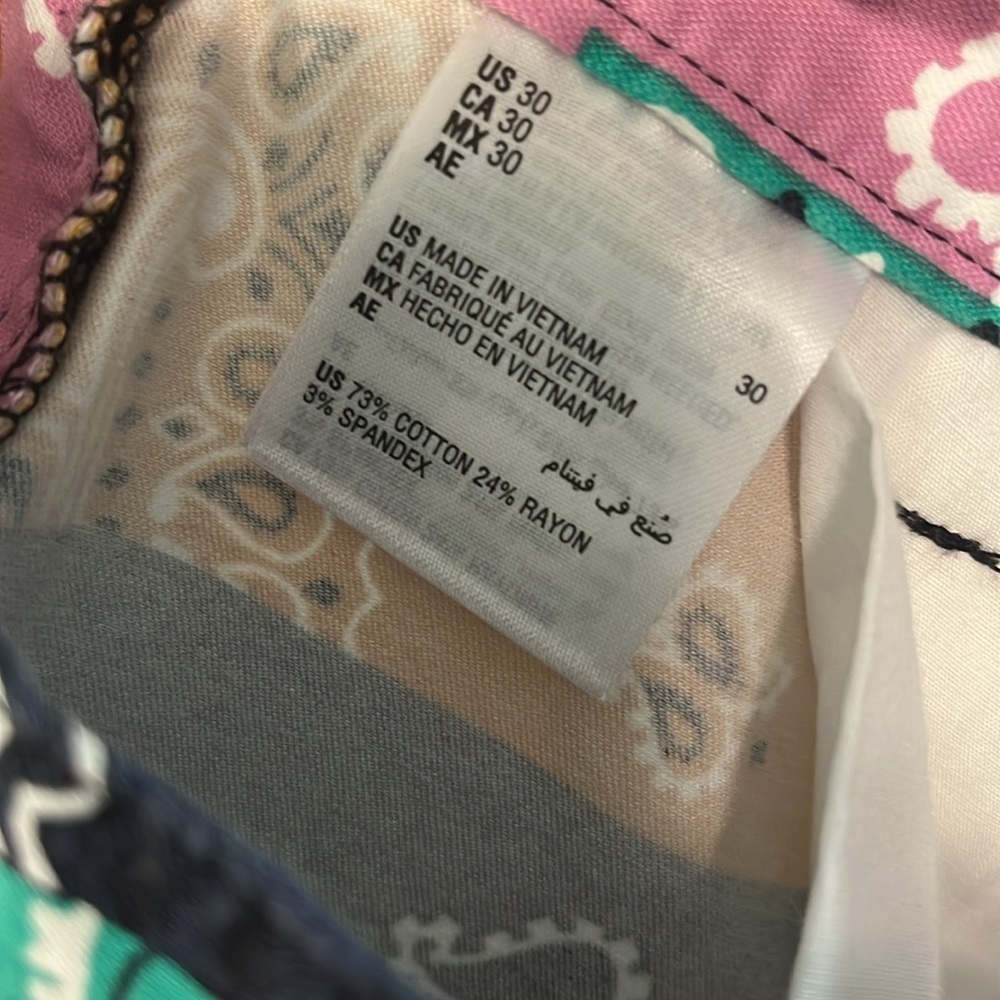 US 30
CA 30
MX 30
AE
US MADE IN VIETNAM
CA FABRIQUÉ AU VIETNAM
MX HECHO EN VIETNAM
AE
30
صُنع في فيتنام
US 73% COTTON 24% RAYON
3% SPANDEX